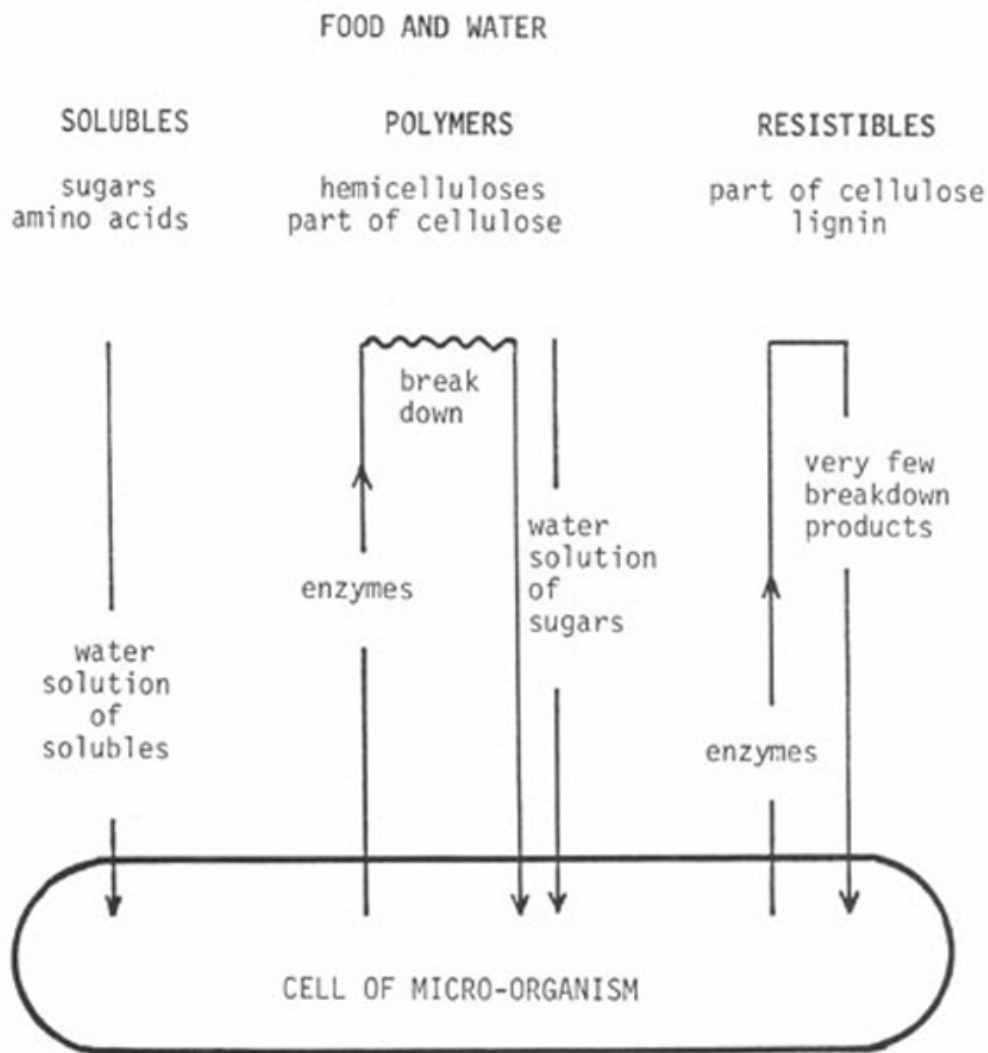 FOOD AND WATER
SOLUBLES
sugars
amino acids
water
solution
of
solubles
POLYMERS
hemicelluloses
part of cellulose
break
down
enzymes
water
solution
of
sugars
RESISTIBLES
part of cellulose
lignin
very few
breakdown
products
enzymes
CELL OF MICRO-ORGANISM